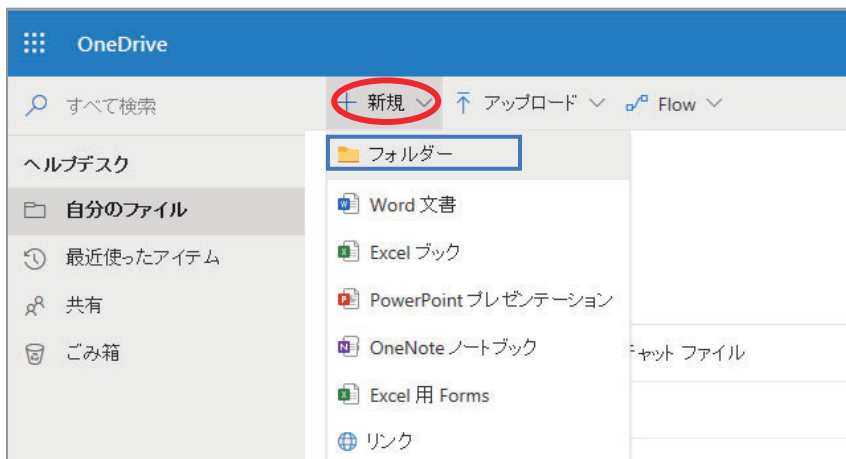 OneDrive
すべて検索
＋ 新規 アップロード Flow
ヘルプデスク
フォルダー
自分のファイル
Word 文書
最近使ったアイテム
Excel ブック
共有
PowerPoint プレゼンテーション
ごみ箱
OneNote ノートブック
チャット ファイル
Excel 用 Forms
リンク